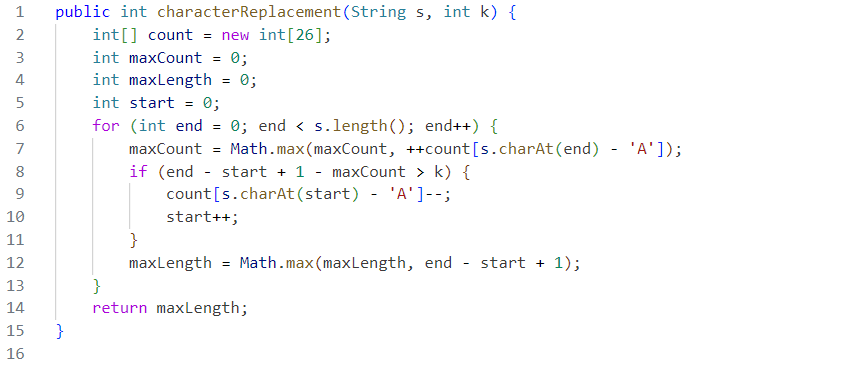 1 public int characterReplacement(String s, int k) {
2     int[] count = new int[26];
3     int maxCount = 0;
4     int maxLength = 0;
5     int start = 0;
6     for (int end = 0; end < s.length(); end++) {
7         maxCount = Math.max(maxCount, ++count[s.charAt(end) - 'A']);
8         if (end - start + 1 - maxCount > k) {
9             count[s.charAt(start) - 'A']--;
10             start++;
11         }
12         maxLength = Math.max(maxLength, end - start + 1);
13     }
14     return maxLength;
15 }
16